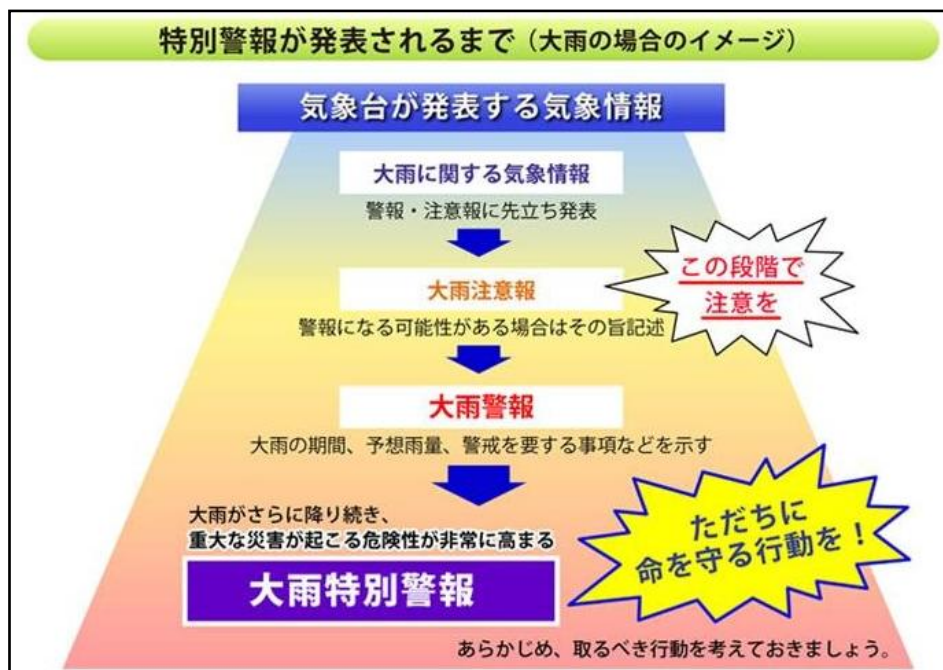 特別警報が発表されるまで（大雨の場合のイメージ）
気象台が発表する気象情報
大雨に関する気象情報
警報・注意報に先立ち発表
大雨注意報
警報になる可能性がある場合はその旨記述
この段階で
注意を
大雨警報
大雨の期間、予想雨量、警戒を要する事項などを示す
大雨がさらに降り続き、
重大な災害が起こる危険性が非常に高まる
大雨特別警報
ただちに
命を守る行動を！
あらかじめ、取るべき行動を考えておきましょう。